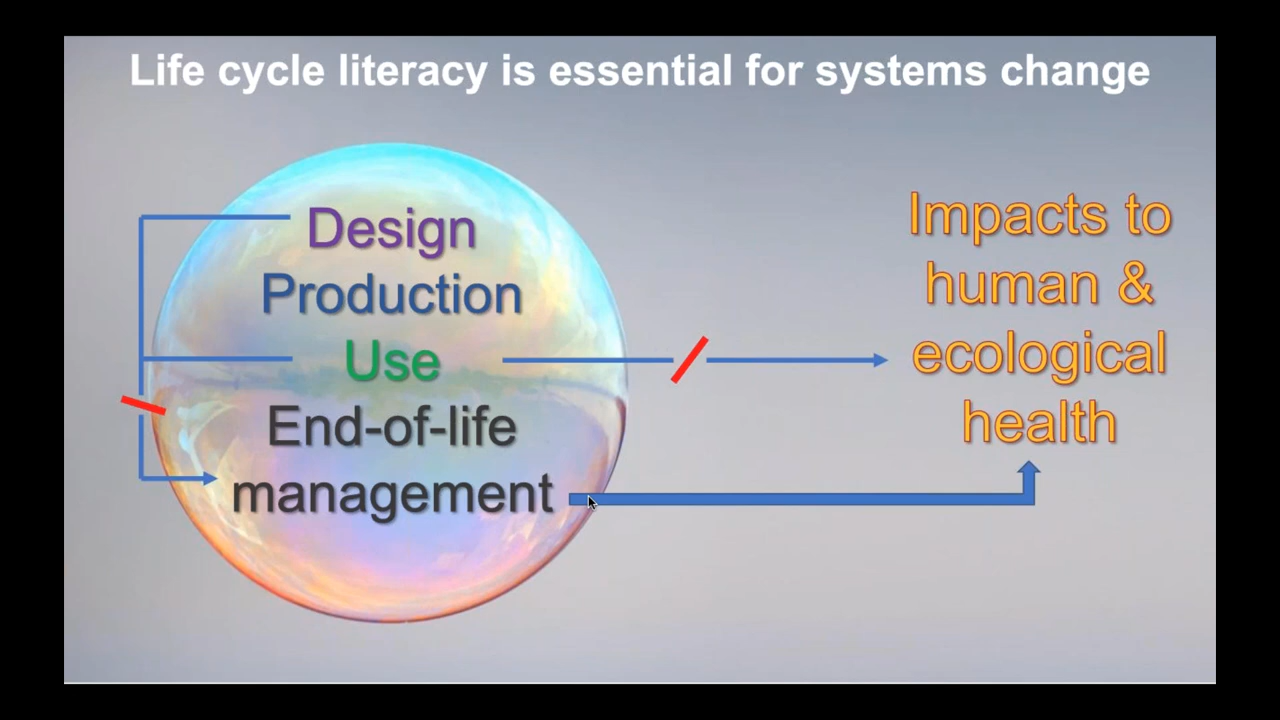 Life cycle literacy is essential for systems change
Design
Production
Use
End-of-life
management
Impacts to
human &
ecological
health